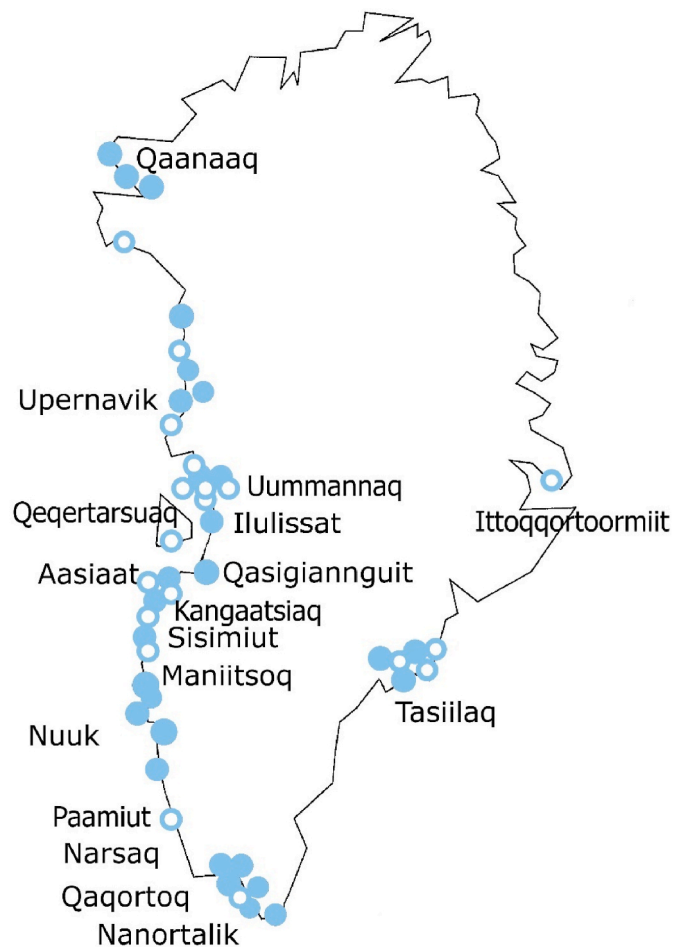 Qaanaaq
Upernavik
Uummannaq
Qeqertarsuaq
Ilulissat
Ittoqqortoormiit
Aasiaat
Qasigiannguit
Kangaatsiaq
Sisimiut
Maniitsoq
Tasiilaq
Nuuk
Paamiut
Narsaq
Qaqortoq
Nanortalik